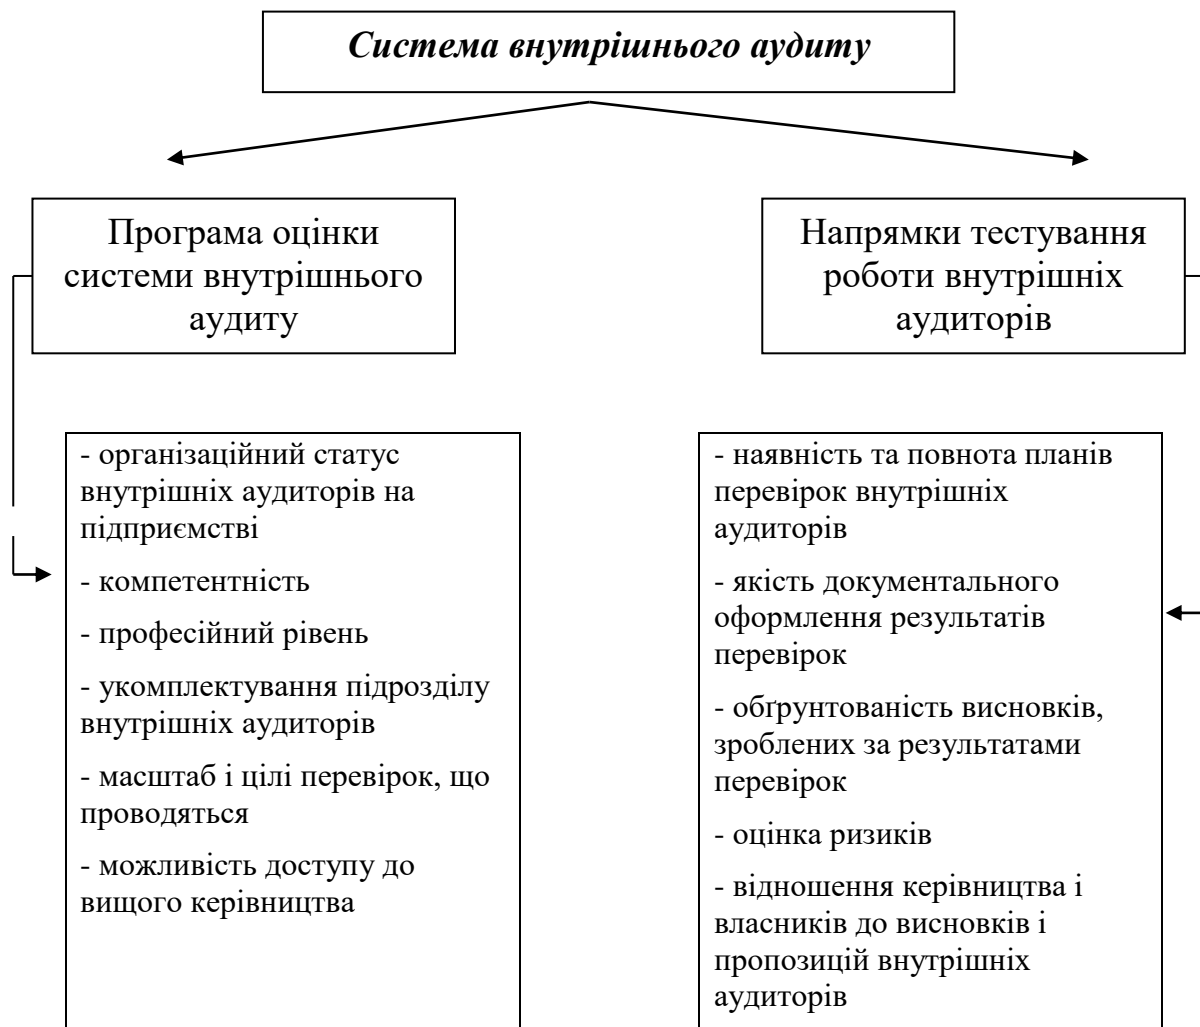 Система внутрішнього аудиту
Програма оцінки
системи внутрішнього
аудиту
Напрямки тестування
роботи внутрішніх
аудиторів
- організаційний статус
внутрішніх аудиторів на
підприємстві
- компетентність
- професійний рівень
- укомплектування підрозділу
внутрішніх аудиторів
- масштаб і цілі перевірок, що
проводяться
- можливість доступу до
вищого керівництва
- наявність та повнота планів
перевірок внутрішніх
аудиторів
- якість документального
оформлення результатів
перевірок
- обґрунтованість висновків,
зроблених за результатами
перевірок
- оцінка ризиків
- відношення керівництва і
власників до висновків і
пропозицій внутрішніх
аудиторів